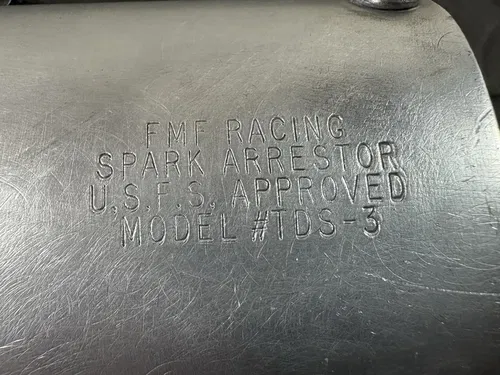 FMF RACING
SPARK ARRESTOR
U.S.F.S. APPROVED
MODEL #TDS-3